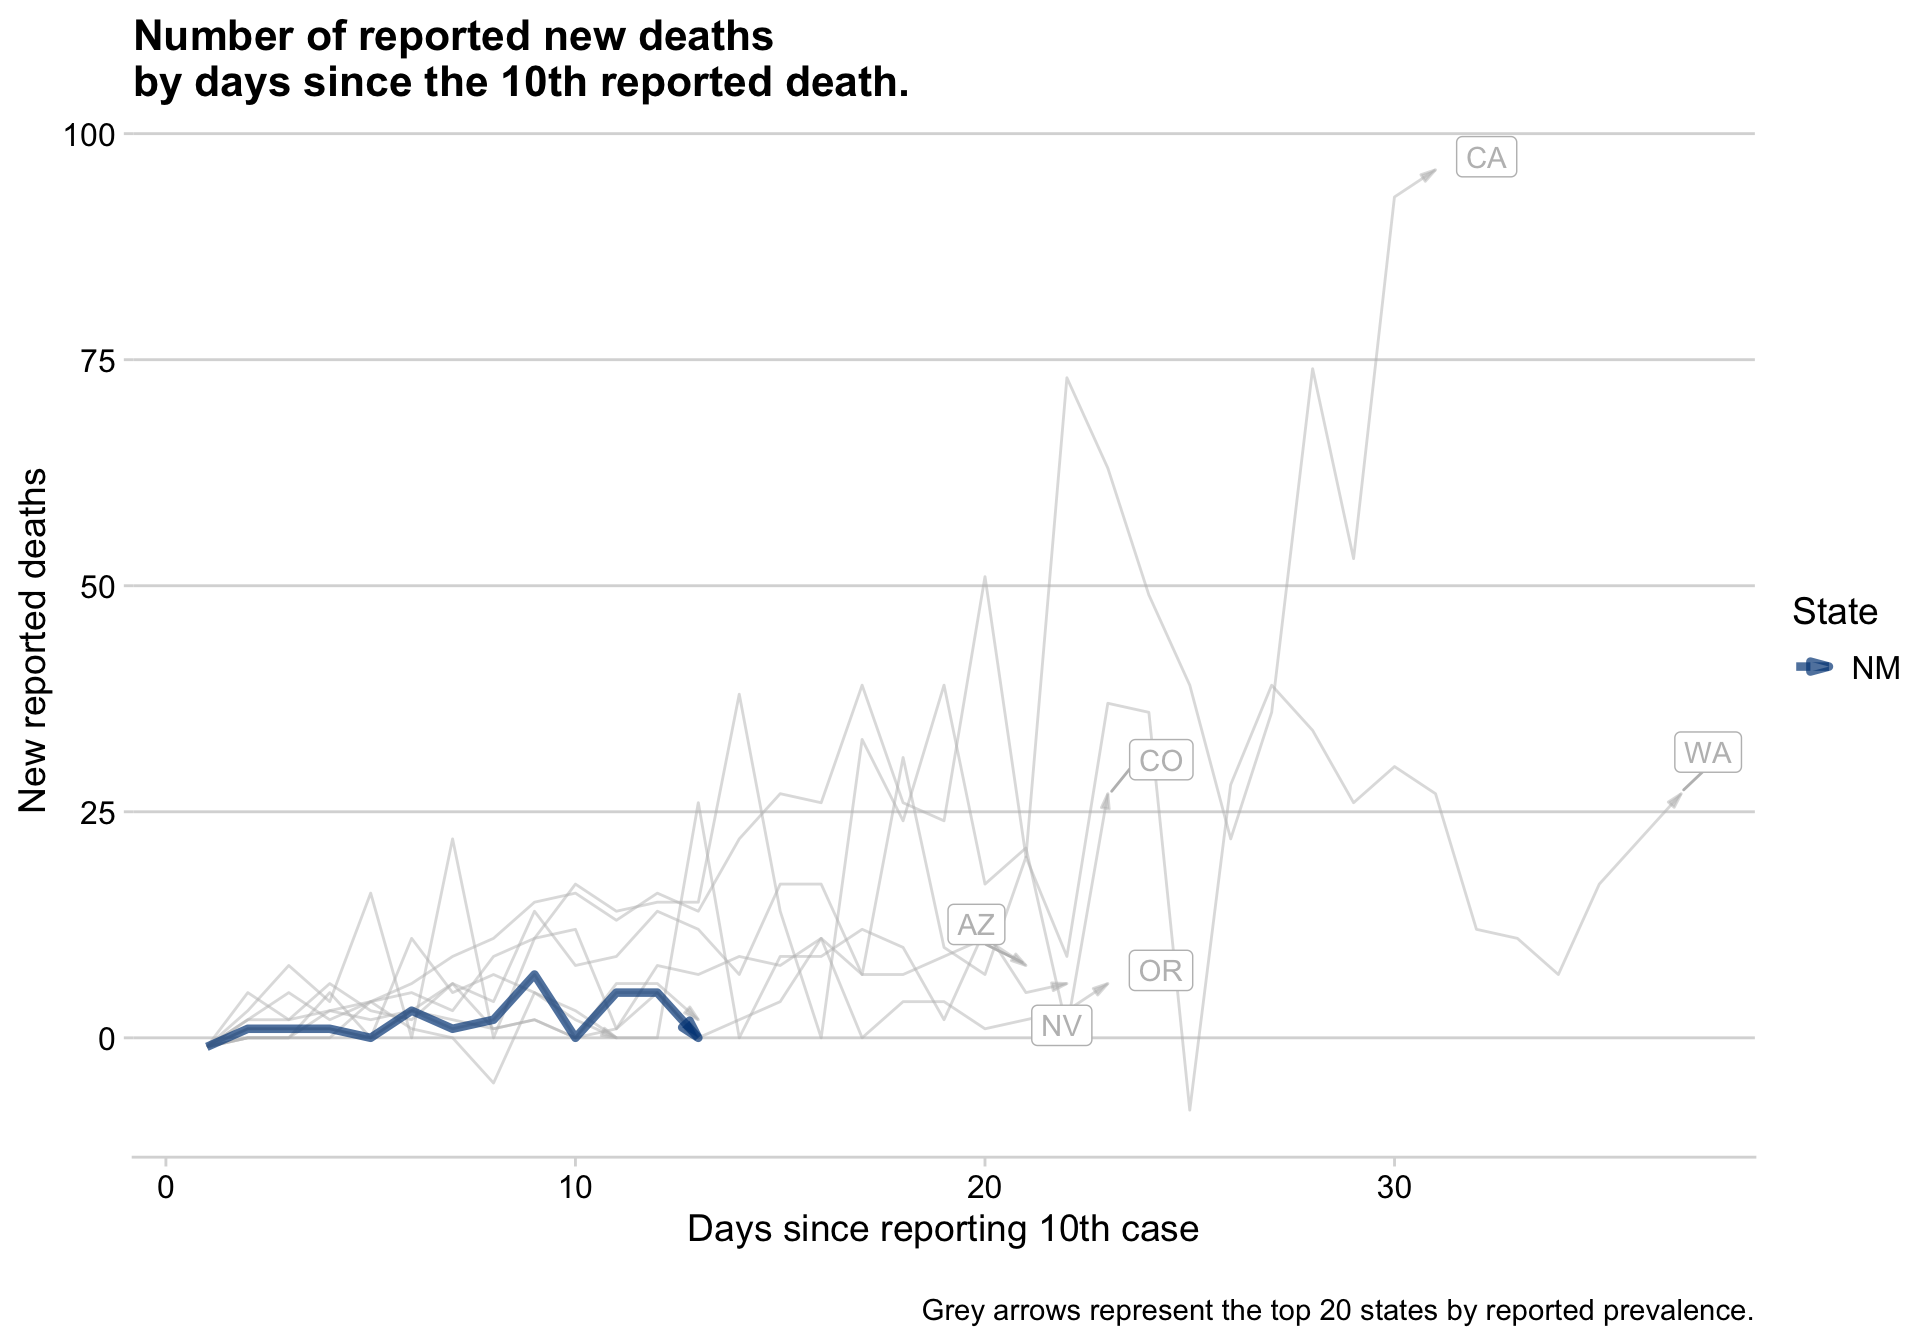 Number of reported new deaths
by days since the 10th reported death.
100
CA
75
New reported deaths
50
State
NM
CO
WA
25
AZ
OR
NV
0
0 10 20 30
Days since reporting 10th case
Grey arrows represent the top 20 states by reported prevalence.